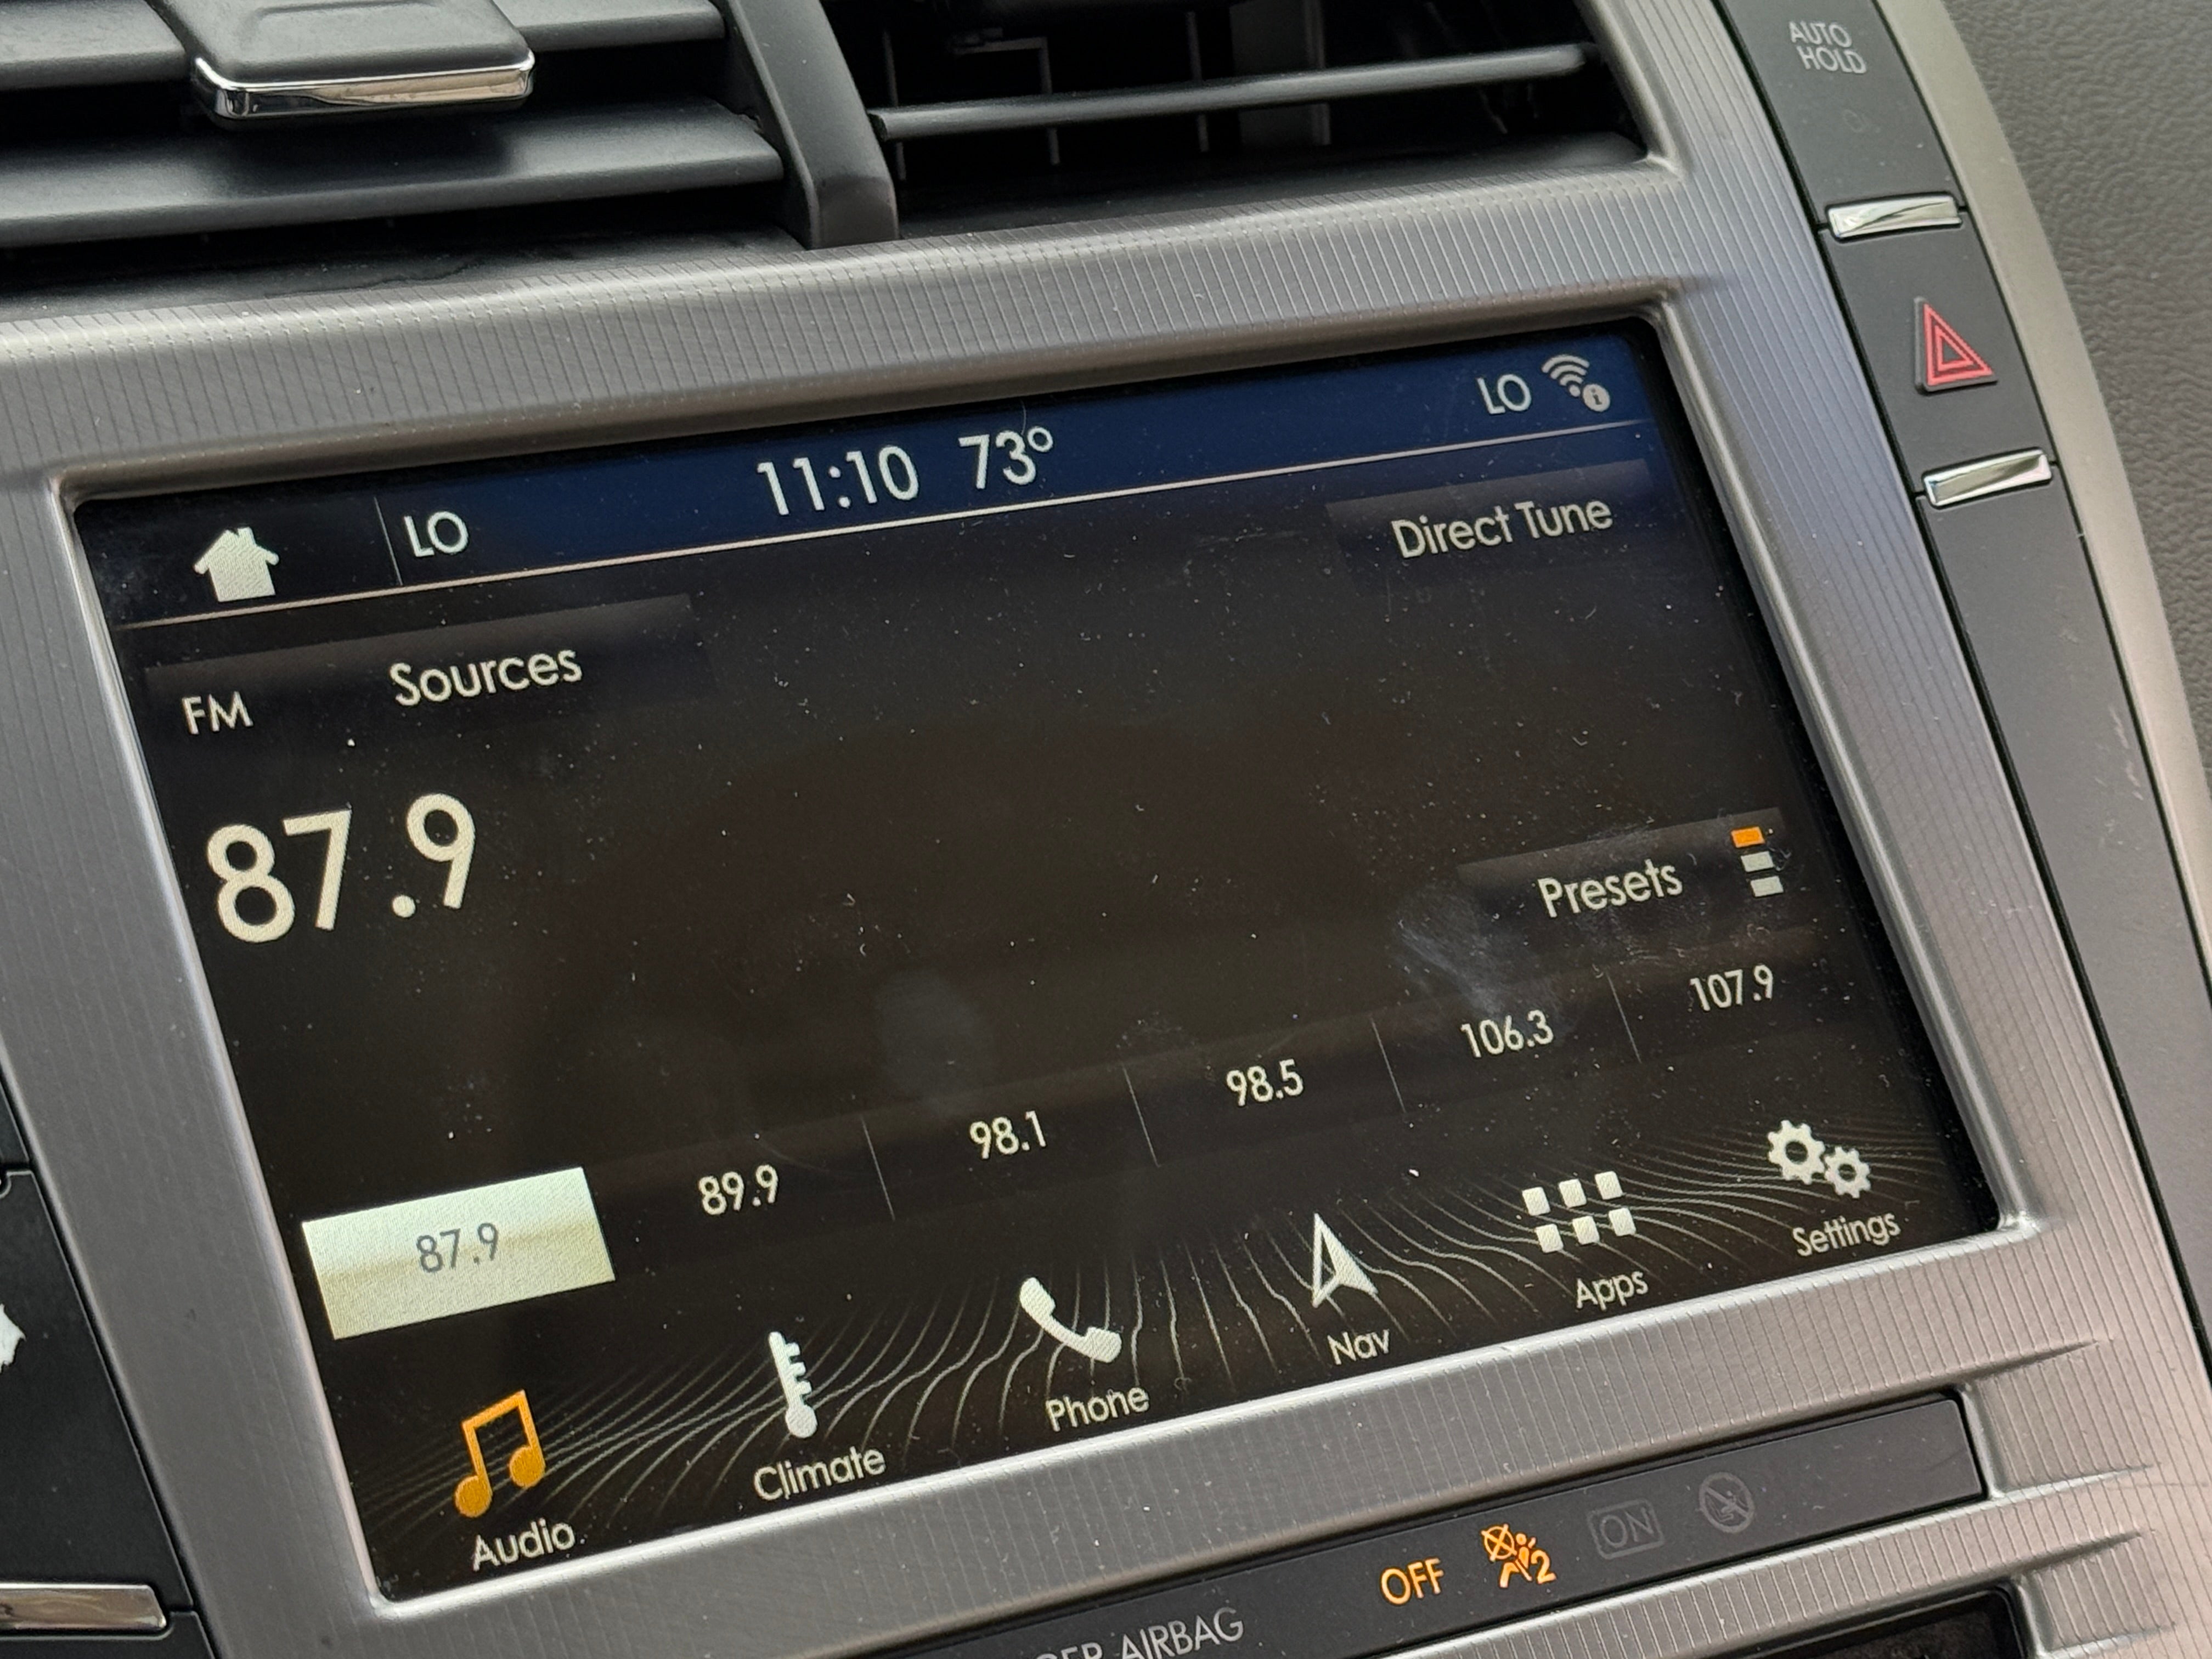 AUTO
HOLD
LO 11:10 73° LO
Direct Tune
FM Sources
87.9
Presets
87.9 89.9 98.1 98.5 106.3 107.9
Audio Climate Phone Nav Apps Settings
OFF 2 ON
AIRBAG